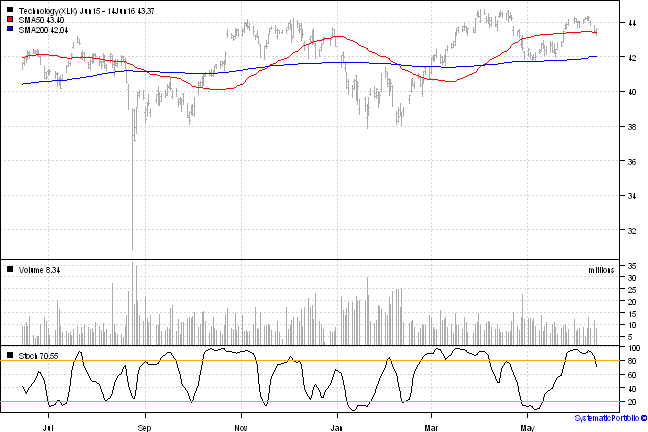 Technology(XLK) Jun 15 - 14Jun16 43.37
SMA50 43.40
SMA200 42.04
44
42
40
38
36
34
32
Volume 8.34
millions
35
30
25
20
15
10
5
Stoch 70.55
100
80
60
40
20
Jul
Sep
Nov
Jan
Mar
May
SystematicPortfolio ©